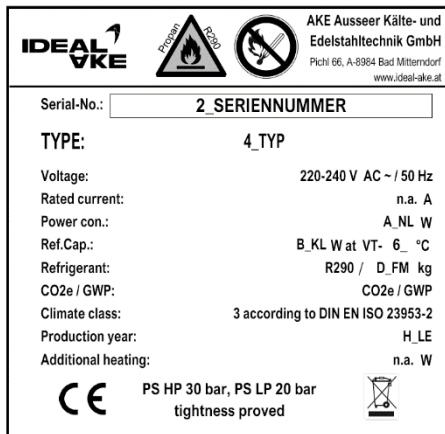 IDEAL
AKE
Propan
R290
AKE Ausseer Kälte- und
Edelstahltechnik GmbH
Pichl 66, A-8984 Bad Mitterndorf
www.ideal-ake.at
Serial-No.: 2_SERIENNUMMER
TYPE: 4_TYP
Voltage: 220-240 V AC ~ / 50 Hz
Rated current: n.a. A
Power con.: A_NL W
Ref.Cap.: B_KL W at VT- 6_ °C
Refrigerant: R290 / D_FM kg
CO2e / GWP: CO2e / GWP
Climate class: 3 according to DIN EN ISO 23953-2
Production year: H_LE
Additional heating: n.a. W
CE PS HP 30 bar, PS LP 20 bar
tightness proved